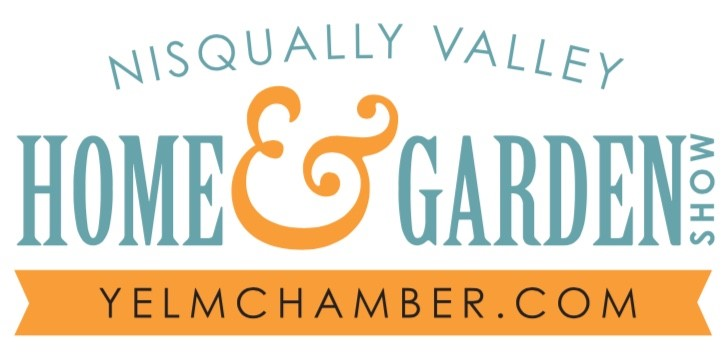 NISQUALLY VALLEY
HOME & GARDEN
SHOW
YELMCHAMBER.COM